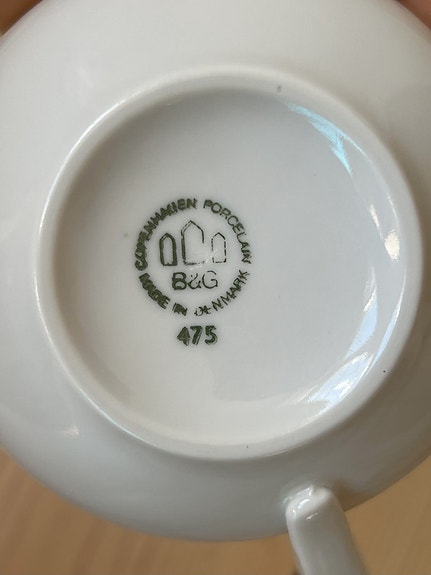 COPENHAGEN PORCELAIN
B&G
MADE IN DENMARK
475